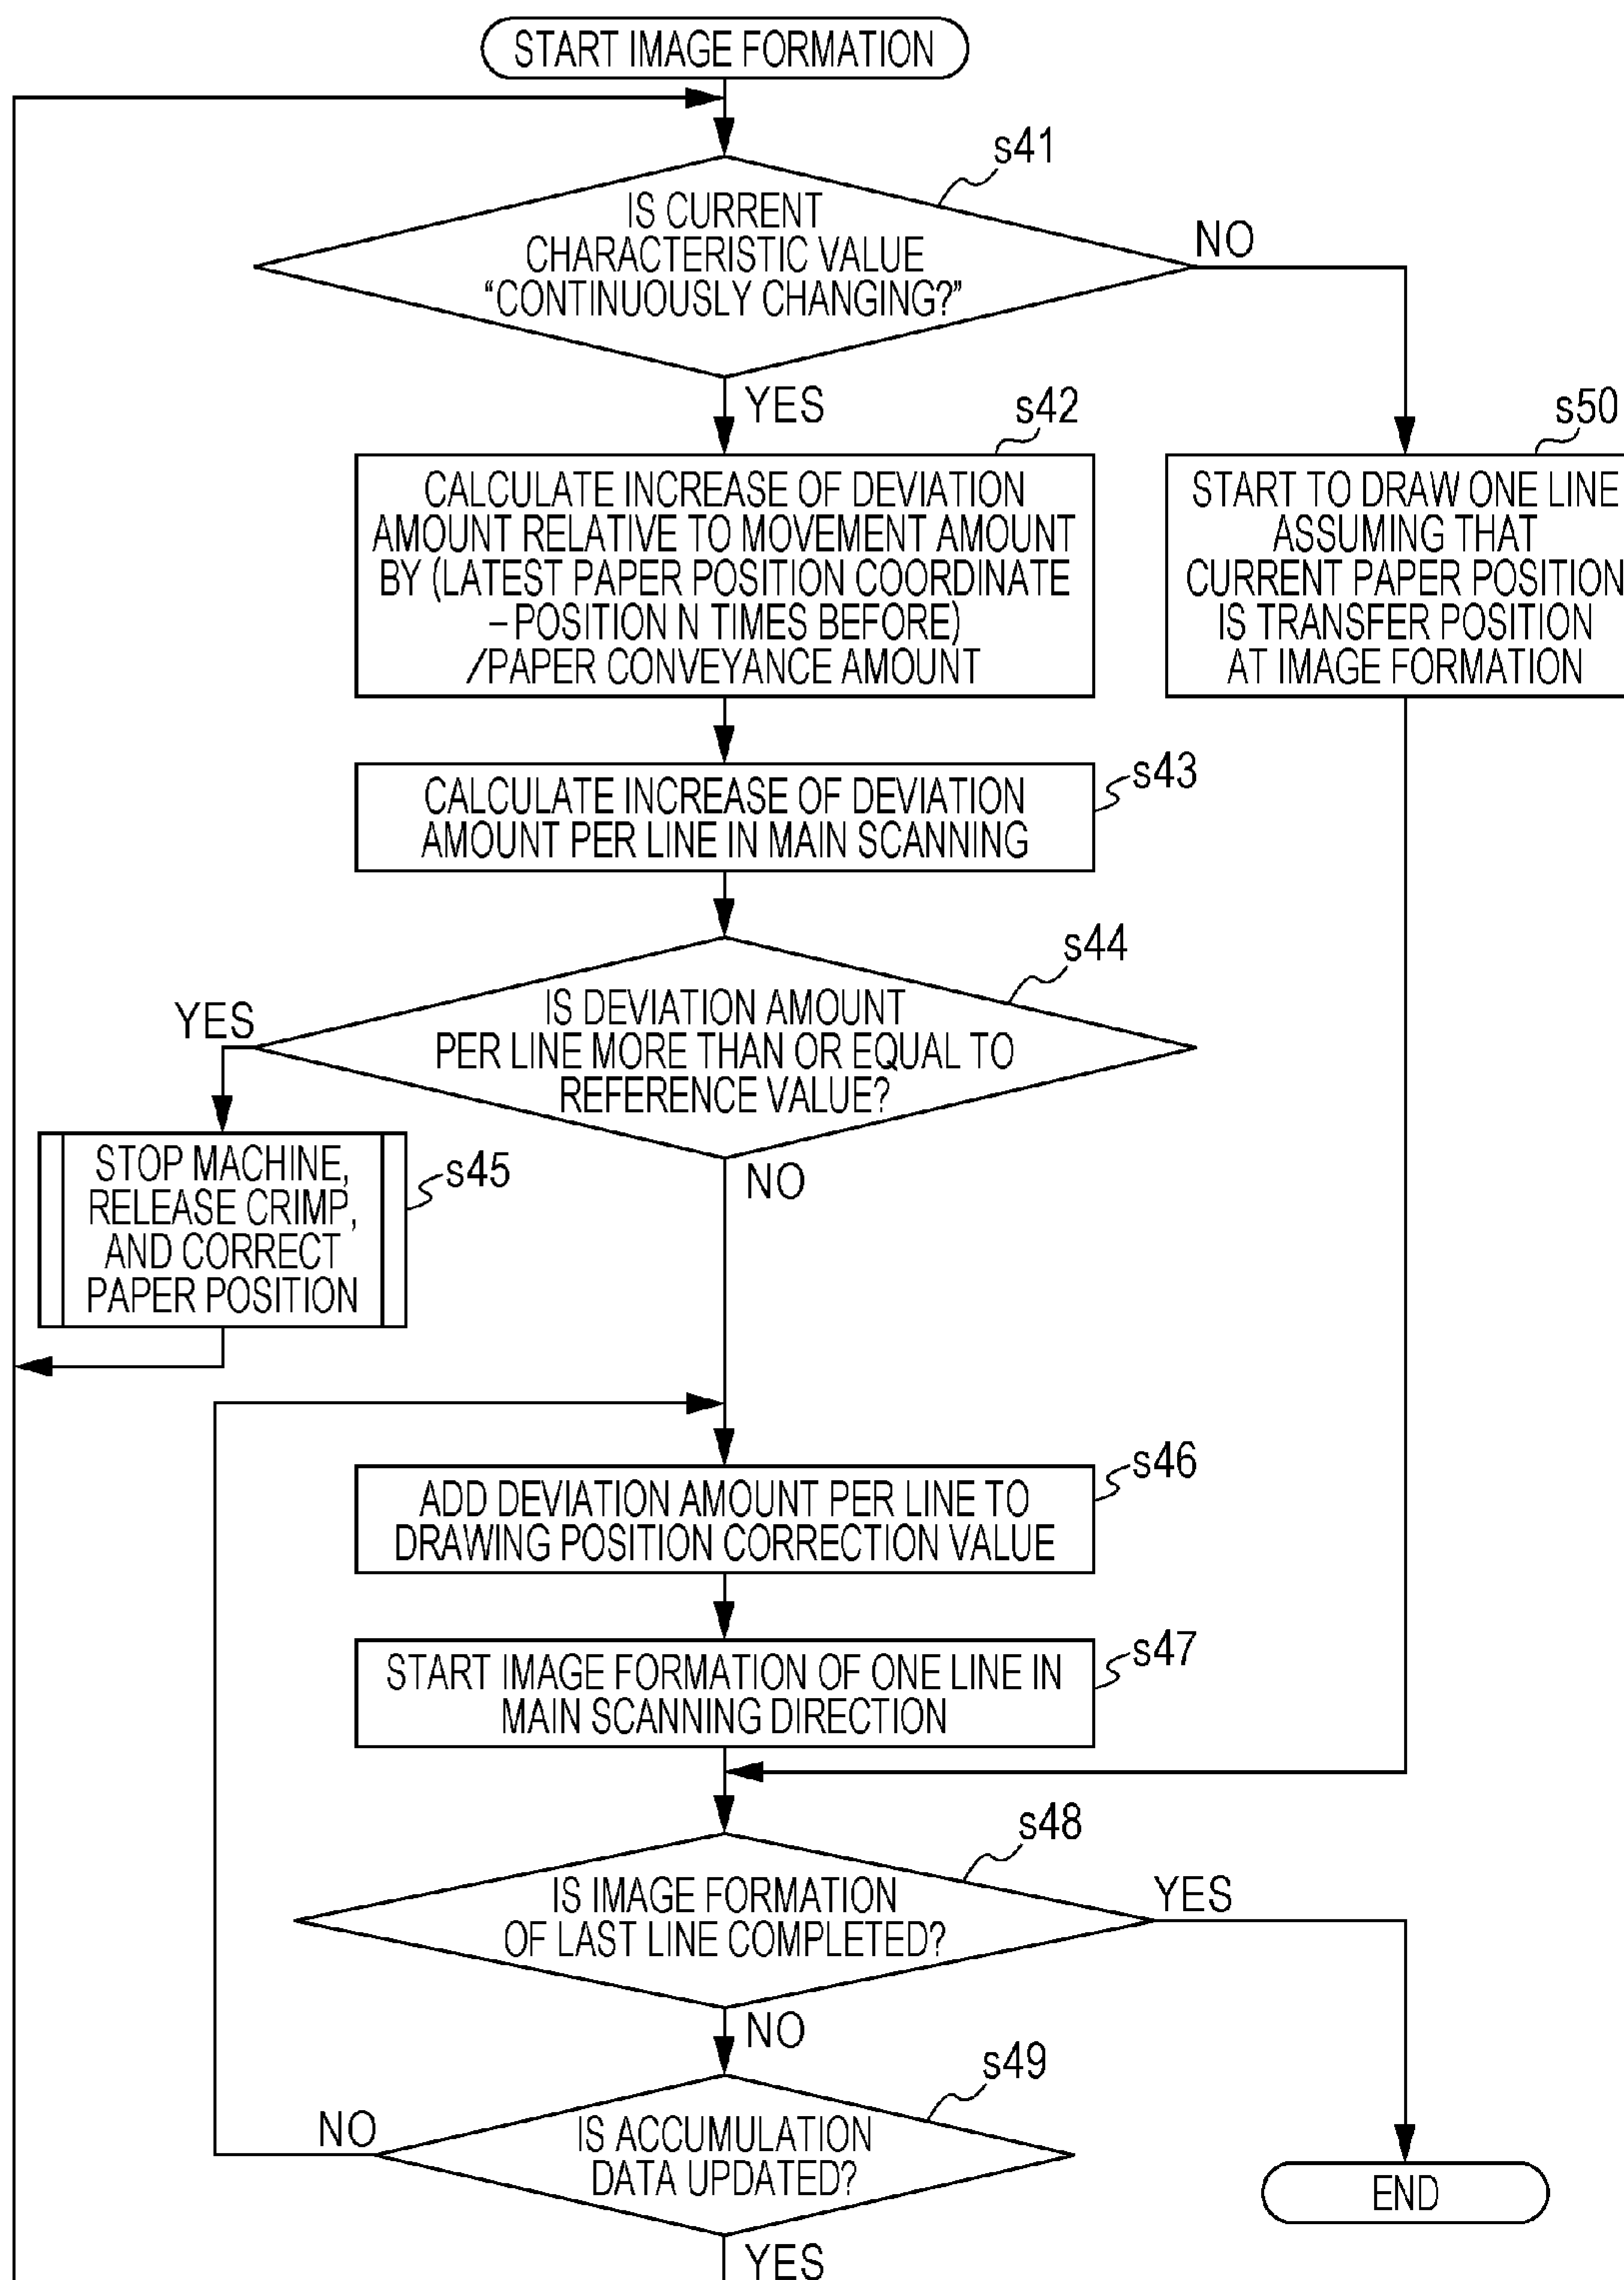 START IMAGE FORMATION
s41
IS CURRENT
CHARACTERISTIC VALUE
“CONTINUOUSLY CHANGING?”
NO
YES
s42
CALCULATE INCREASE OF DEVIATION
AMOUNT RELATIVE TO MOVEMENT AMOUNT
BY (LATEST PAPER POSITION COORDINATE
– POSITION N TIMES BEFORE)
/PAPER CONVEYANCE AMOUNT
s50
START TO DRAW ONE LINE
ASSUMING THAT
CURRENT PAPER POSITION
IS TRANSFER POSITION
AT IMAGE FORMATION
s43
CALCULATE INCREASE OF DEVIATION
AMOUNT PER LINE IN MAIN SCANNING
s44
IS DEVIATION AMOUNT
PER LINE MORE THAN OR EQUAL TO
REFERENCE VALUE?
YES
NO
s45
STOP MACHINE,
RELEASE CRIMP,
AND CORRECT
PAPER POSITION
s46
ADD DEVIATION AMOUNT PER LINE TO
DRAWING POSITION CORRECTION VALUE
s47
START IMAGE FORMATION OF ONE LINE IN
MAIN SCANNING DIRECTION
s48
IS IMAGE FORMATION
OF LAST LINE COMPLETED?
YES
NO
s49
IS ACCUMULATION
DATA UPDATED?
NO
YES
END